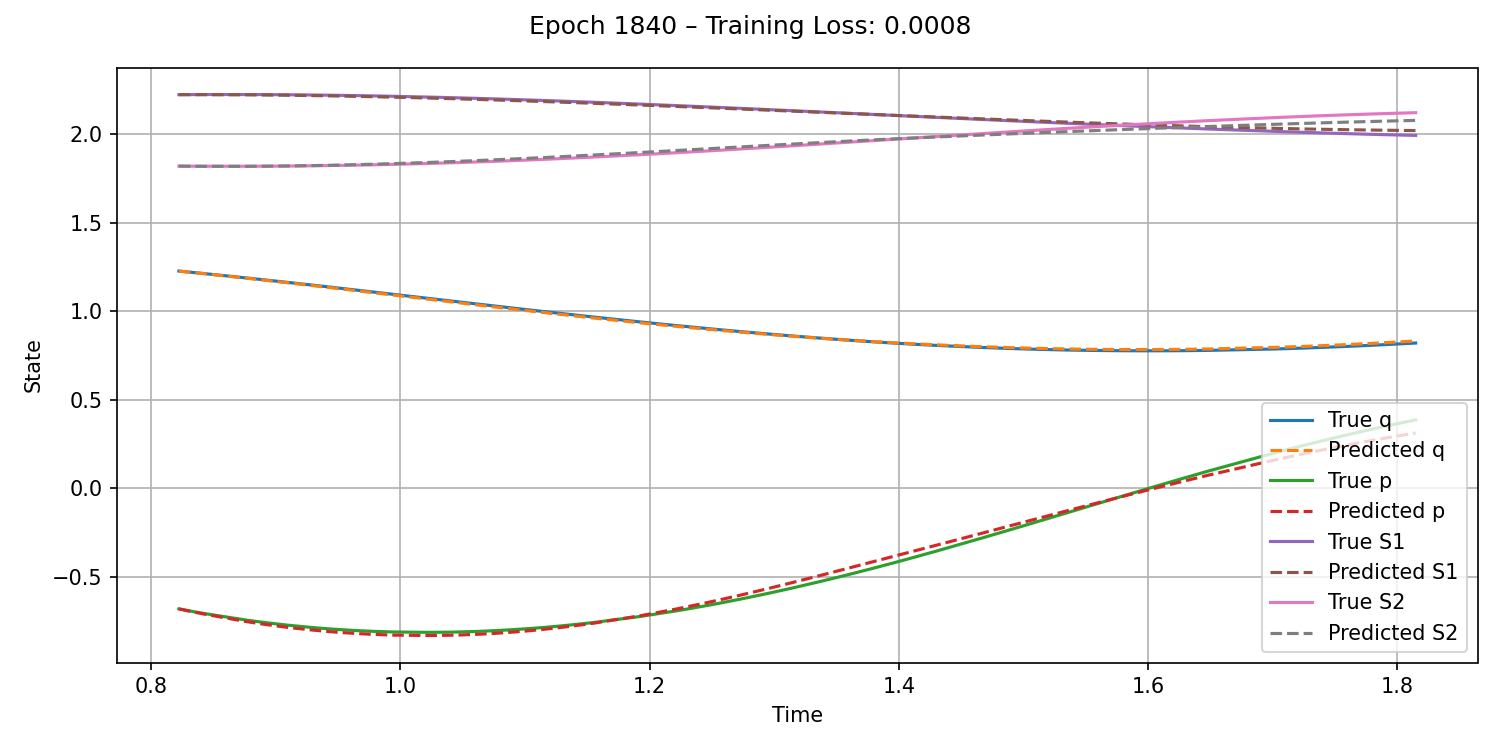 Epoch 1840 – Training Loss: 0.0008
State
2.0
1.5
1.0
0.5
0.0
−0.5
True q
Predicted q
True p
Predicted p
True S1
Predicted S1
True S2
Predicted S2
0.8
1.0
1.2
1.4
1.6
1.8
Time